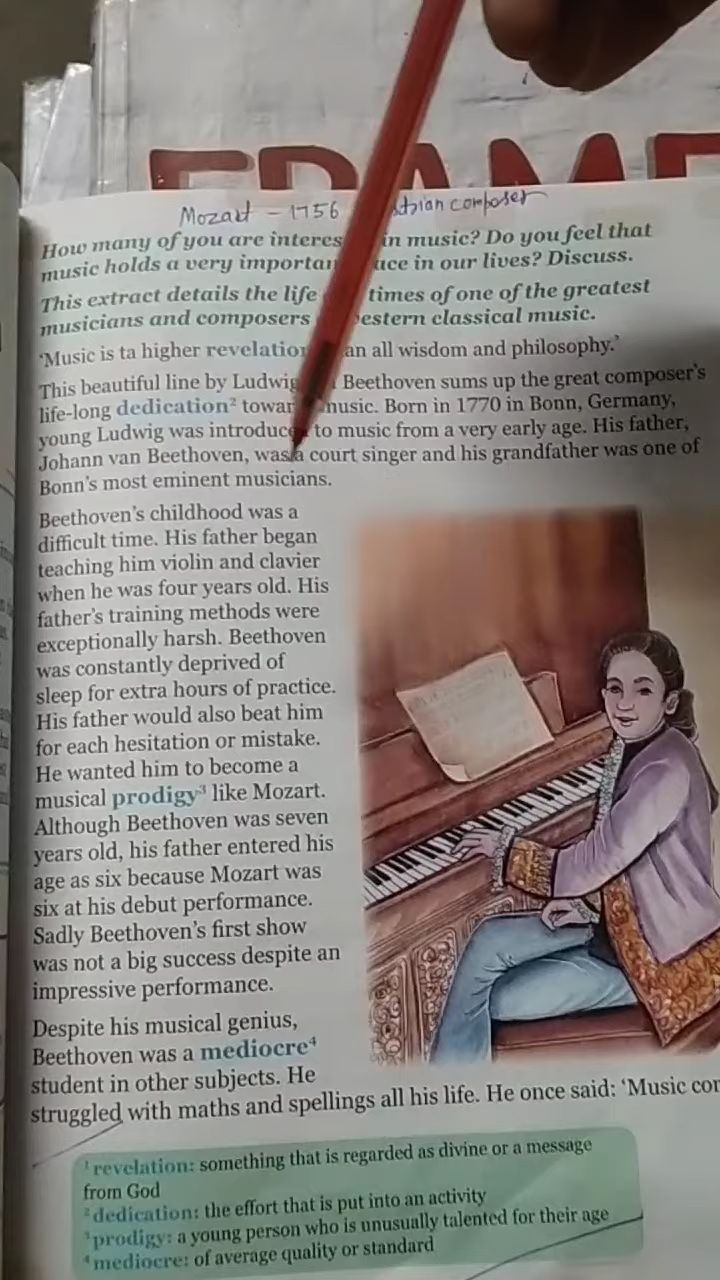 FRAME
Mozart - 1756 strian composer
How many of you are interes in music? Do you feel that
music holds a very importan ace in our lives? Discuss.
This extract details the life times of one of the greatest
musicians and composers estern classical music.
'Music is ta higher revelation an all wisdom and philosophy.'
This beautiful line by Ludwig Beethoven sums up the great composer's
life-long dedication² towar music. Born in 1770 in Bonn, Germany,
young Ludwig was introduced to music from a very early age. His father,
Johann van Beethoven, was a court singer and his grandfather was one of
Bonn's most eminent musicians.
Beethoven's childhood was a
difficult time. His father began
teaching him violin and clavier
when he was four years old. His
father's training methods were
exceptionally harsh. Beethoven
was constantly deprived of
sleep for extra hours of practice.
His father would also beat him
for each hesitation or mistake.
He wanted him to become a
musical prodigy³ like Mozart.
Although Beethoven was seven
years old, his father entered his
age as six because Mozart was
six at his debut performance.
Sadly Beethoven's first show
was not a big success despite an
impressive performance.
Despite his musical genius,
Beethoven was a mediocre⁴
student in other subjects. He
struggled with maths and spellings all his life. He once said: 'Music con
¹revelation: something that is regarded as divine or a message
from God
²dedication: the effort that is put into an activity
³prodigy: a young person who is unusually talented for their age
⁴mediocre: of average quality or standard